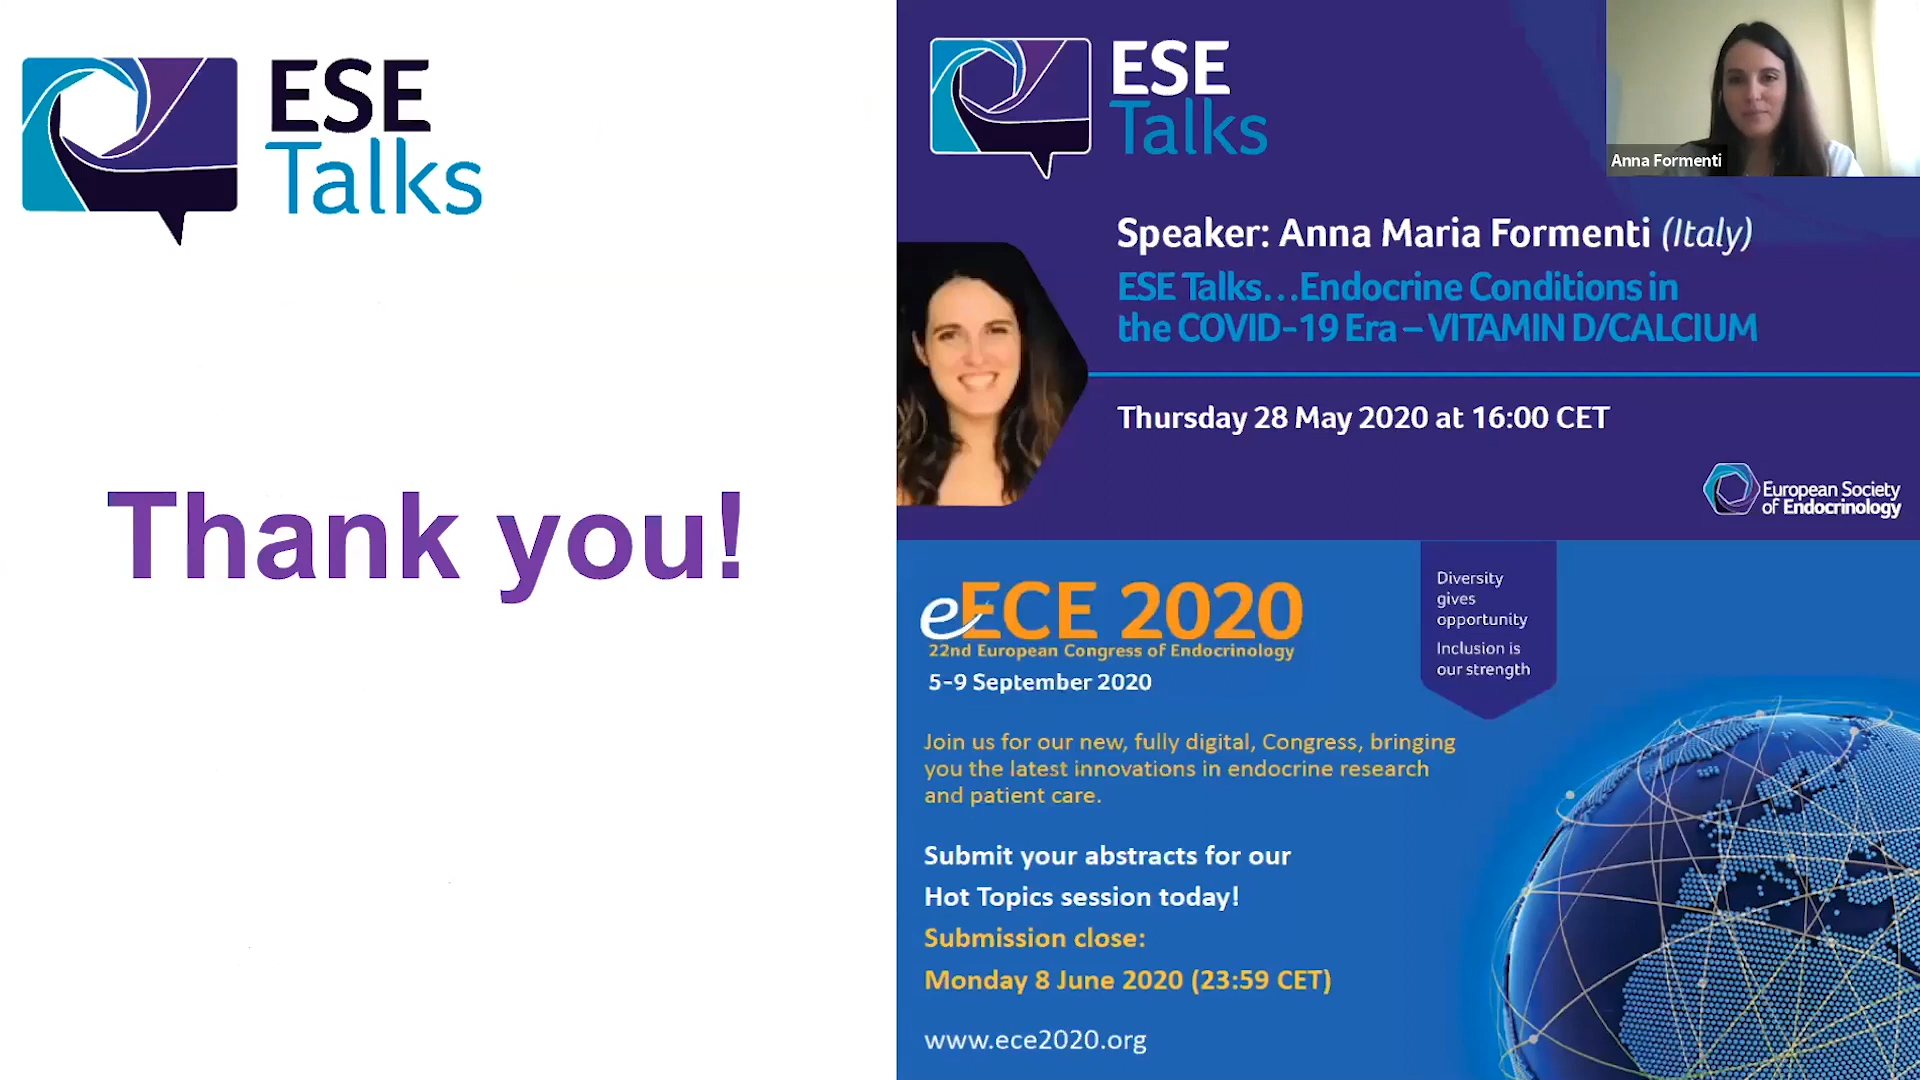 ESE
Talks
Thank you!
ESE
Talks
Anna Formenti
Speaker: Anna Maria Formenti (Italy)
ESE Talks...Endocrine Conditions in
the COVID-19 Era – VITAMIN D/CALCIUM
Thursday 28 May 2020 at 16:00 CET
European Society
of Endocrinology
eECE 2020
22nd European Congress of Endocrinology
5-9 September 2020
Diversity
gives
opportunity
Inclusion is
our strength
Join us for our new, fully digital, Congress, bringing
you the latest innovations in endocrine research
and patient care.
Submit your abstracts for our
Hot Topics session today!
Submission close:
Monday 8 June 2020 (23:59 CET)
www.ece2020.org